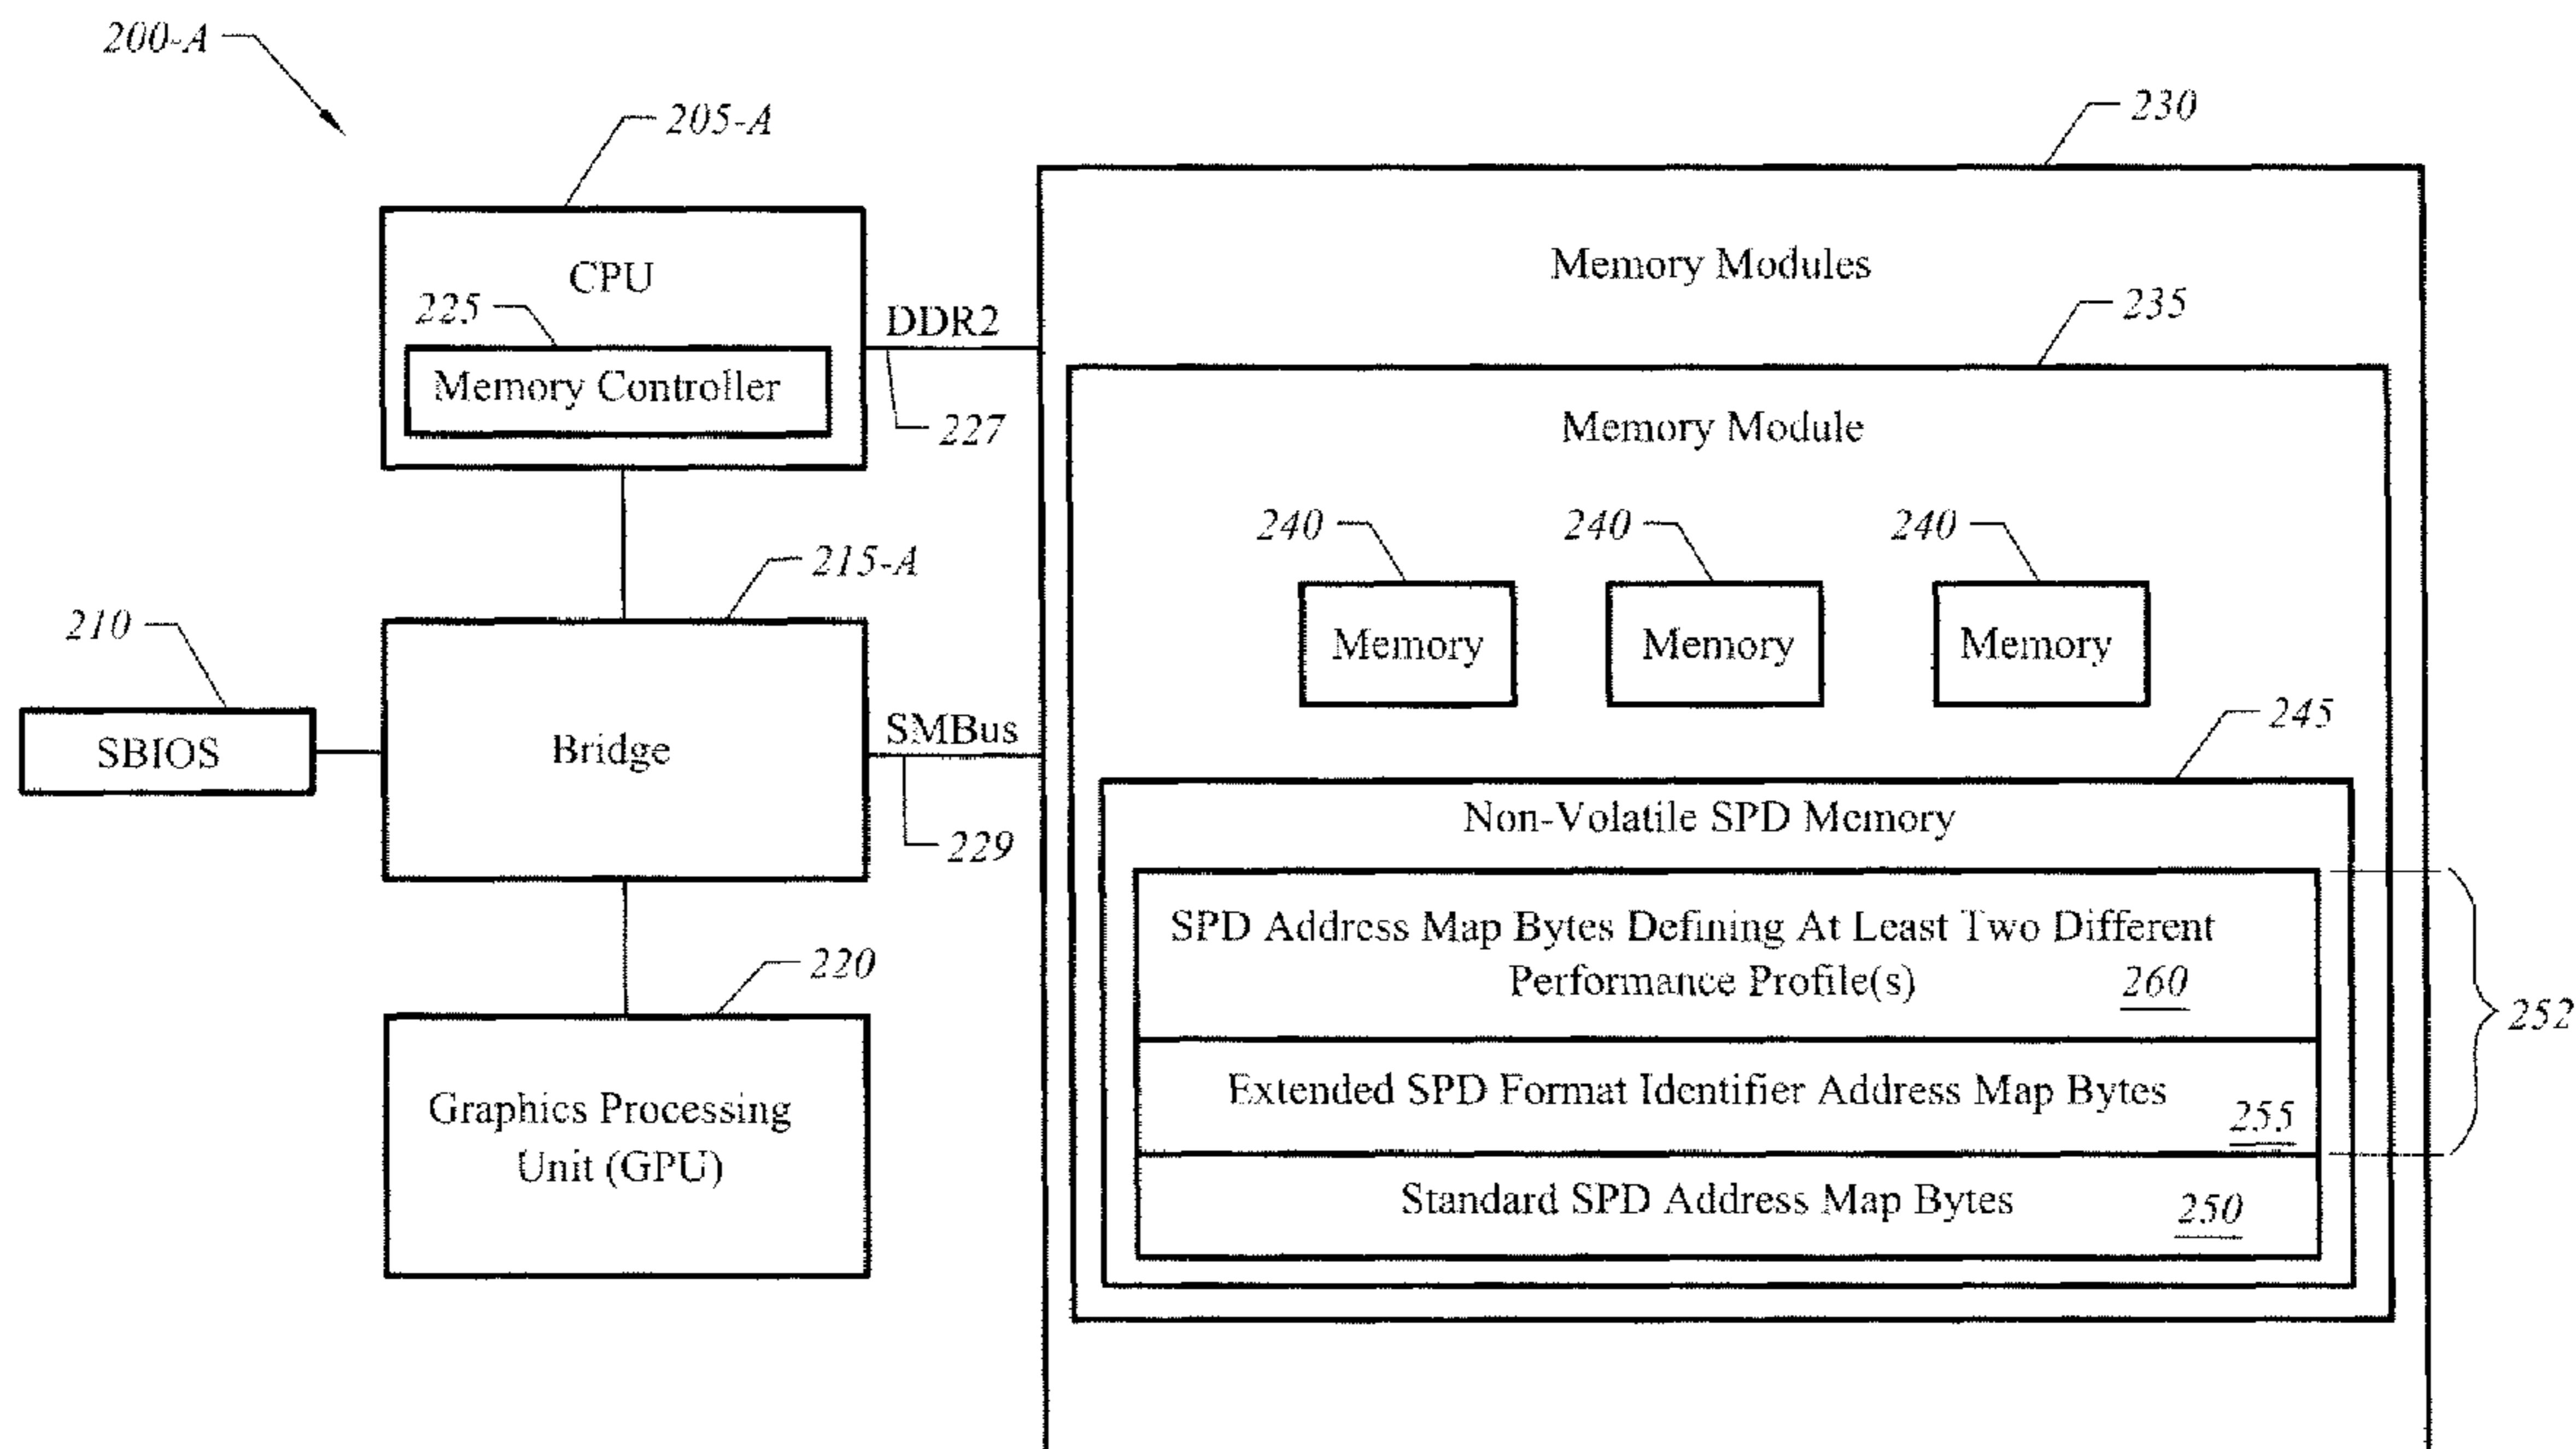 200-A
205-A
230
CPU
225
Memory Controller
DDR2
227
Memory Modules
235
Memory Module
240
240
240
Memory
Memory
Memory
215-A
210
SBIOS
Bridge
SMBus
229
245
Non-Volatile SPD Memory
SPD Address Map Bytes Defining At Least Two Different
Performance Profile(s)
260
252
Extended SPD Format Identifier Address Map Bytes
255
Standard SPD Address Map Bytes
250
220
Graphics Processing
Unit (GPU)